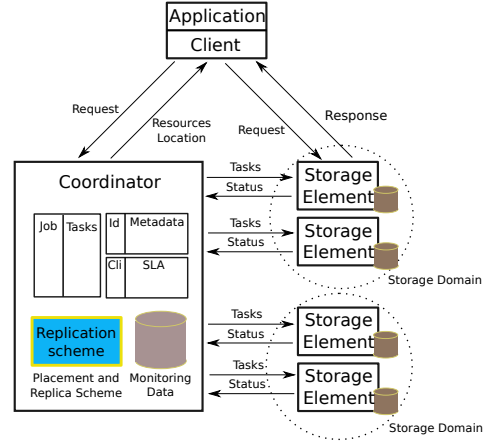 Application
Client
Request
Resources
Location
Request
Response
Coordinator
Job
Tasks
Id
Metadata
Cli
SLA
Replication
scheme
Placement and
Replica Scheme
Monitoring
Data
Tasks
Status
Storage
Element
Tasks
Status
Storage
Element
Storage Domain
Tasks
Status
Storage
Element
Tasks
Status
Storage
Element
Storage Domain